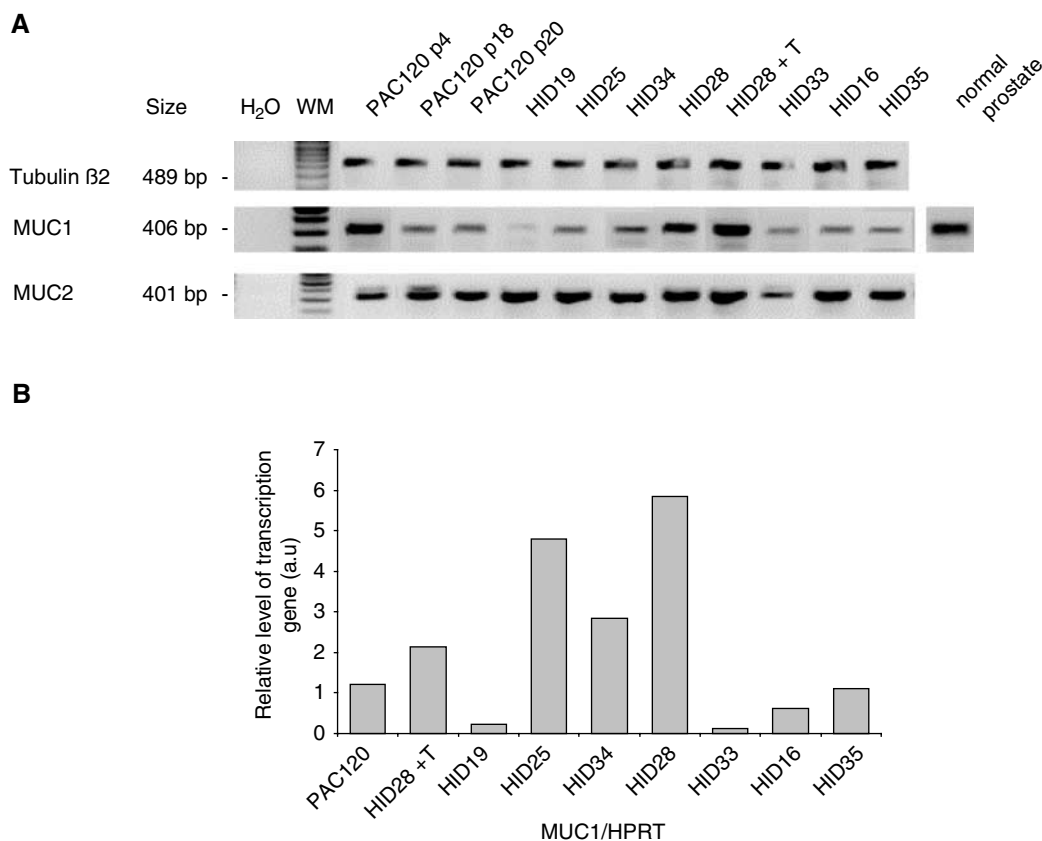 A
Size
H2O
WM
PAC120 p4
PAC120 p18
PAC120 p20
HID19
HID25
HID34
HID28
HID28 + T
HID33
HID16
HID35
normal
prostate
Tubulin ß2 489 bp -
MUC1 406 bp -
MUC2 401 bp -
B
Relative level of transcription
gene (a.u)
7
6
5
4
3
2
1
0
PAC120
HID28 +T
HID19
HID25
HID34
HID28
HID33
HID16
HID35
MUC1/HPRT